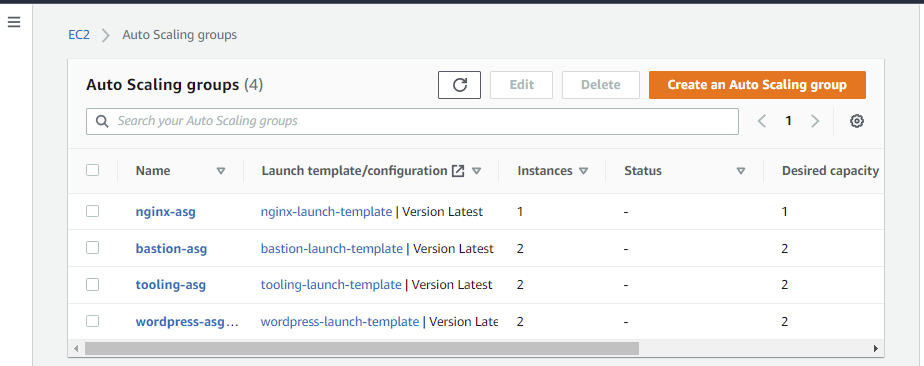 EC2 > Auto Scaling groups
Auto Scaling groups (4) Edit Delete Create an Auto Scaling group
Search your Auto Scaling groups 1
Name Launch template/configuration Instances Status Desired capacity
nginx-asg nginx-launch-template | Version Latest 1 - 1
bastion-asg bastion-launch-template | Version Latest 2 - 2
tooling-asg tooling-launch-template | Version Latest 2 - 2
wordpress-asg... wordpress-launch-template | Version Late 2 - 2